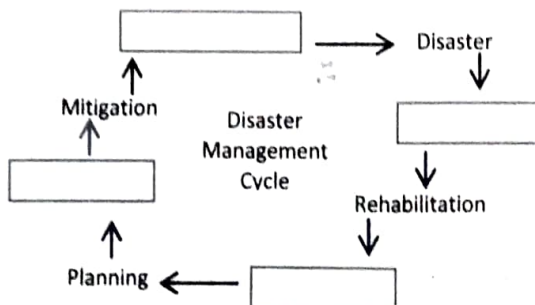 Disaster
Mitigation
Disaster
Management
Cycle
Rehabilitation
Planning